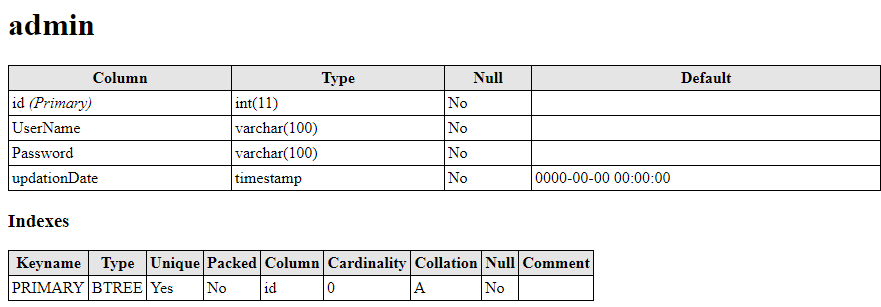 admin
Column Type Null Default
id (Primary) int(11) No
UserName varchar(100) No
Password varchar(100) No
updationDate timestamp No 0000-00-00 00:00:00
Indexes
Keyname Type Unique Packed Column Cardinality Collation Null Comment
PRIMARY BTREE Yes No id 0 A No